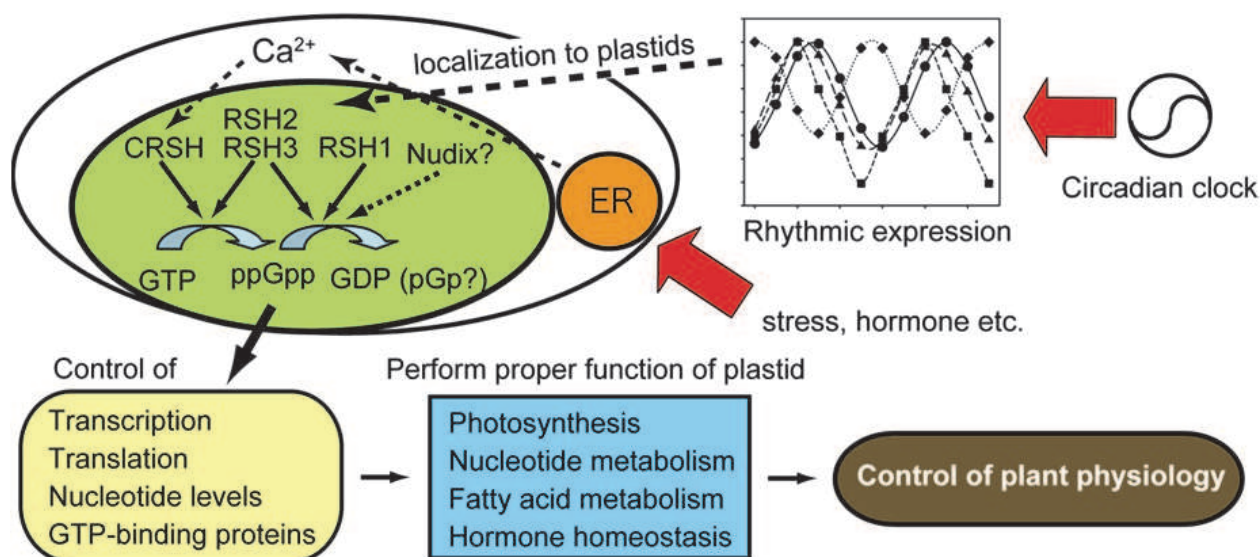 Ca²⁺
localization to plastids
RSH2
CRSH RSH3 RSH1 Nudix?
ER
GTP ppGpp GDP (pGp?)
Rhythmic expression
Circadian clock
stress, hormone etc.
Control of
Transcription
Translation
Nucleotide levels
GTP-binding proteins
Perform proper function of plastid
Photosynthesis
Nucleotide metabolism
Fatty acid metabolism
Hormone homeostasis
Control of plant physiology